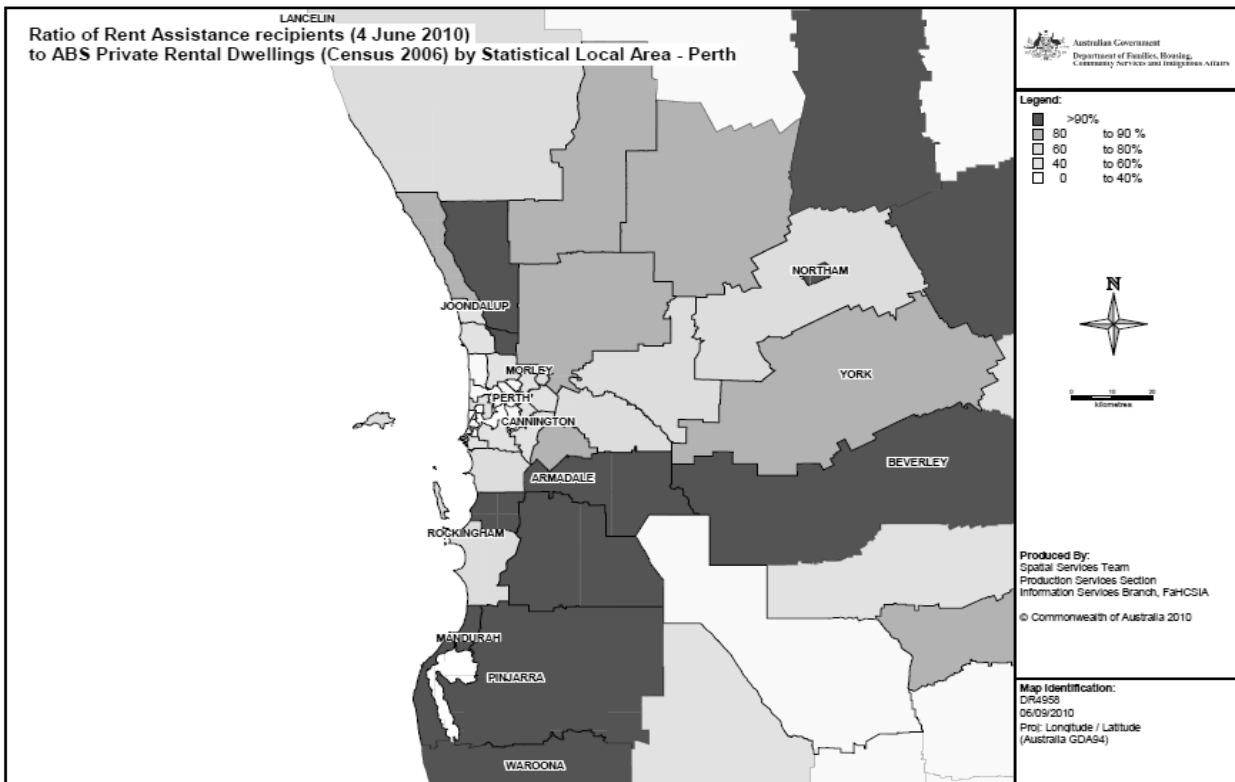 LANCELIN
Ratio of Rent Assistance recipients (4 June 2010)
to ABS Private Rental Dwellings (Census 2006) by Statistical Local Area - Perth
Australian Government
Department of Families, Housing,
Community Services and Indigenous Affairs
Legend:
>90%
80 to 90 %
60 to 80%
40 to 60%
0 to 40%
N
0 10 20
kilometres
NORTHAM
JOONDALUP
MORLEY
YORK
PERTH
CANNINGTON
BEVERLEY
ARMADALE
ROCKINGHAM
MANDURAH
PINJARRA
WAROONA
Produced By:
Spatial Services Team
Production Services Section
Information Services Branch, FaHCSIA
© Commonwealth of Australia 2010
Map Identification:
DR4958
06/09/2010
Proj: Longitude / Latitude
(Australia GDA94)